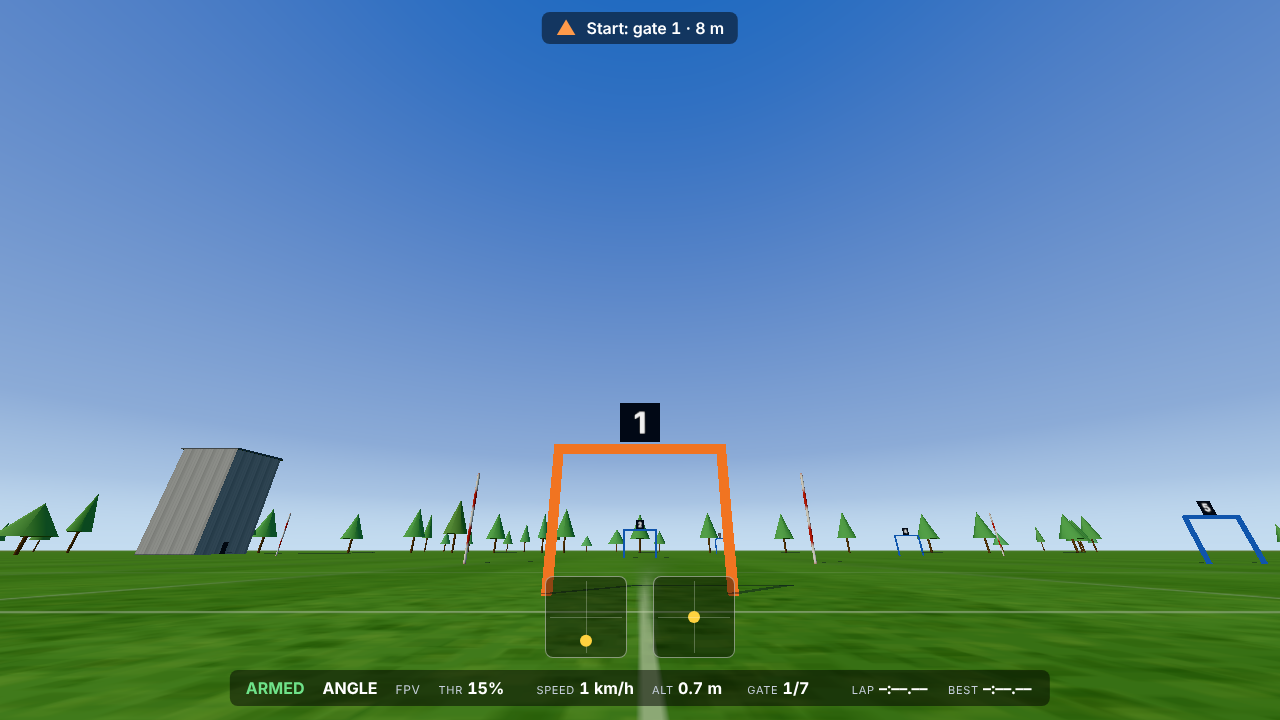 Start: gate 1 · 8 m
1
ARMED ANGLE FPV THR 15% SPEED 1 km/h ALT 0.7 m GATE 1/7 LAP –:––.–– BEST –:––.––